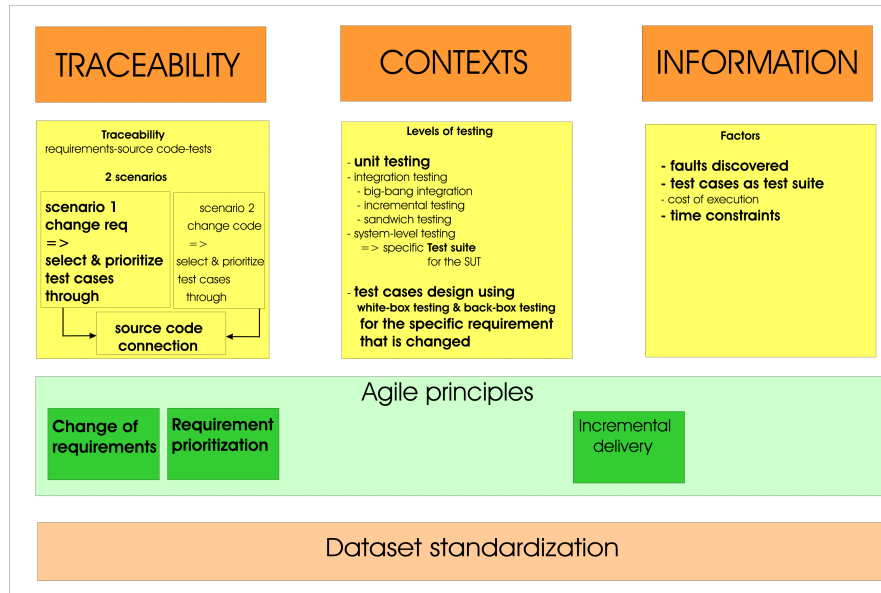 TRACEABILITY
CONTEXTS
INFORMATION
Traceability
requirements-source code-tests
2 scenarios
scenario 1
change req
=>
select & prioritize
test cases
through
scenario 2
change code
=>
select & prioritize
test cases
through
source code
connection
Levels of testing
- unit testing
- integration testing
- big-bang integration
- incremental testing
- sandwich testing
- system-level testing
=> specific Test suite
for the SUT
- test cases design using
white-box testing & back-box testing
for the specific requirement
that is changed
Factors
- faults discovered
- test cases as test suite
- cost of execution
- time constraints
Agile principles
Change of
requirements
Requirement
prioritization
Incremental
delivery
Dataset standardization